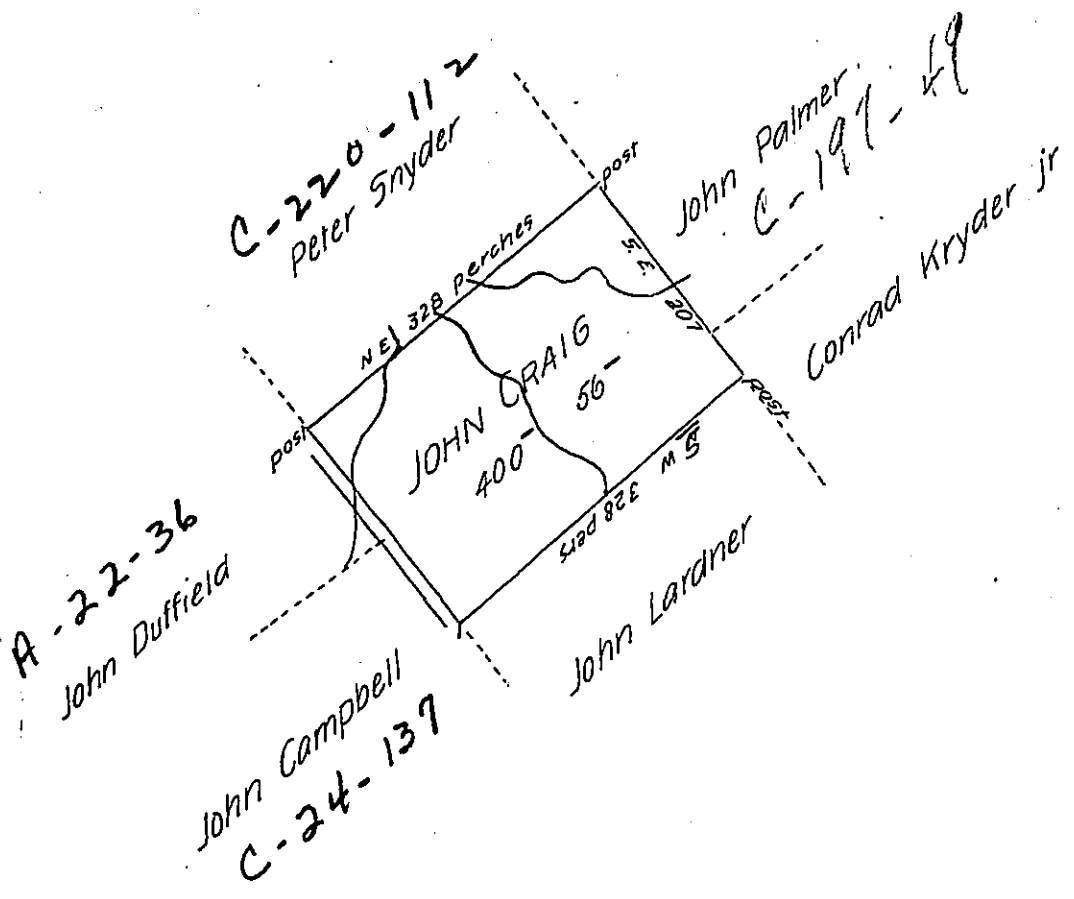 C-220-112
Peter Snyder
John Palmer
C-197-49
Conrad Kryder jr
post
N E 328 perches
S. E. 207
post
JOHN CRAIG
400 56
post
S W 328 pers
A-22-36
John Duffield
John Campbell
C-24-137
John Lardner